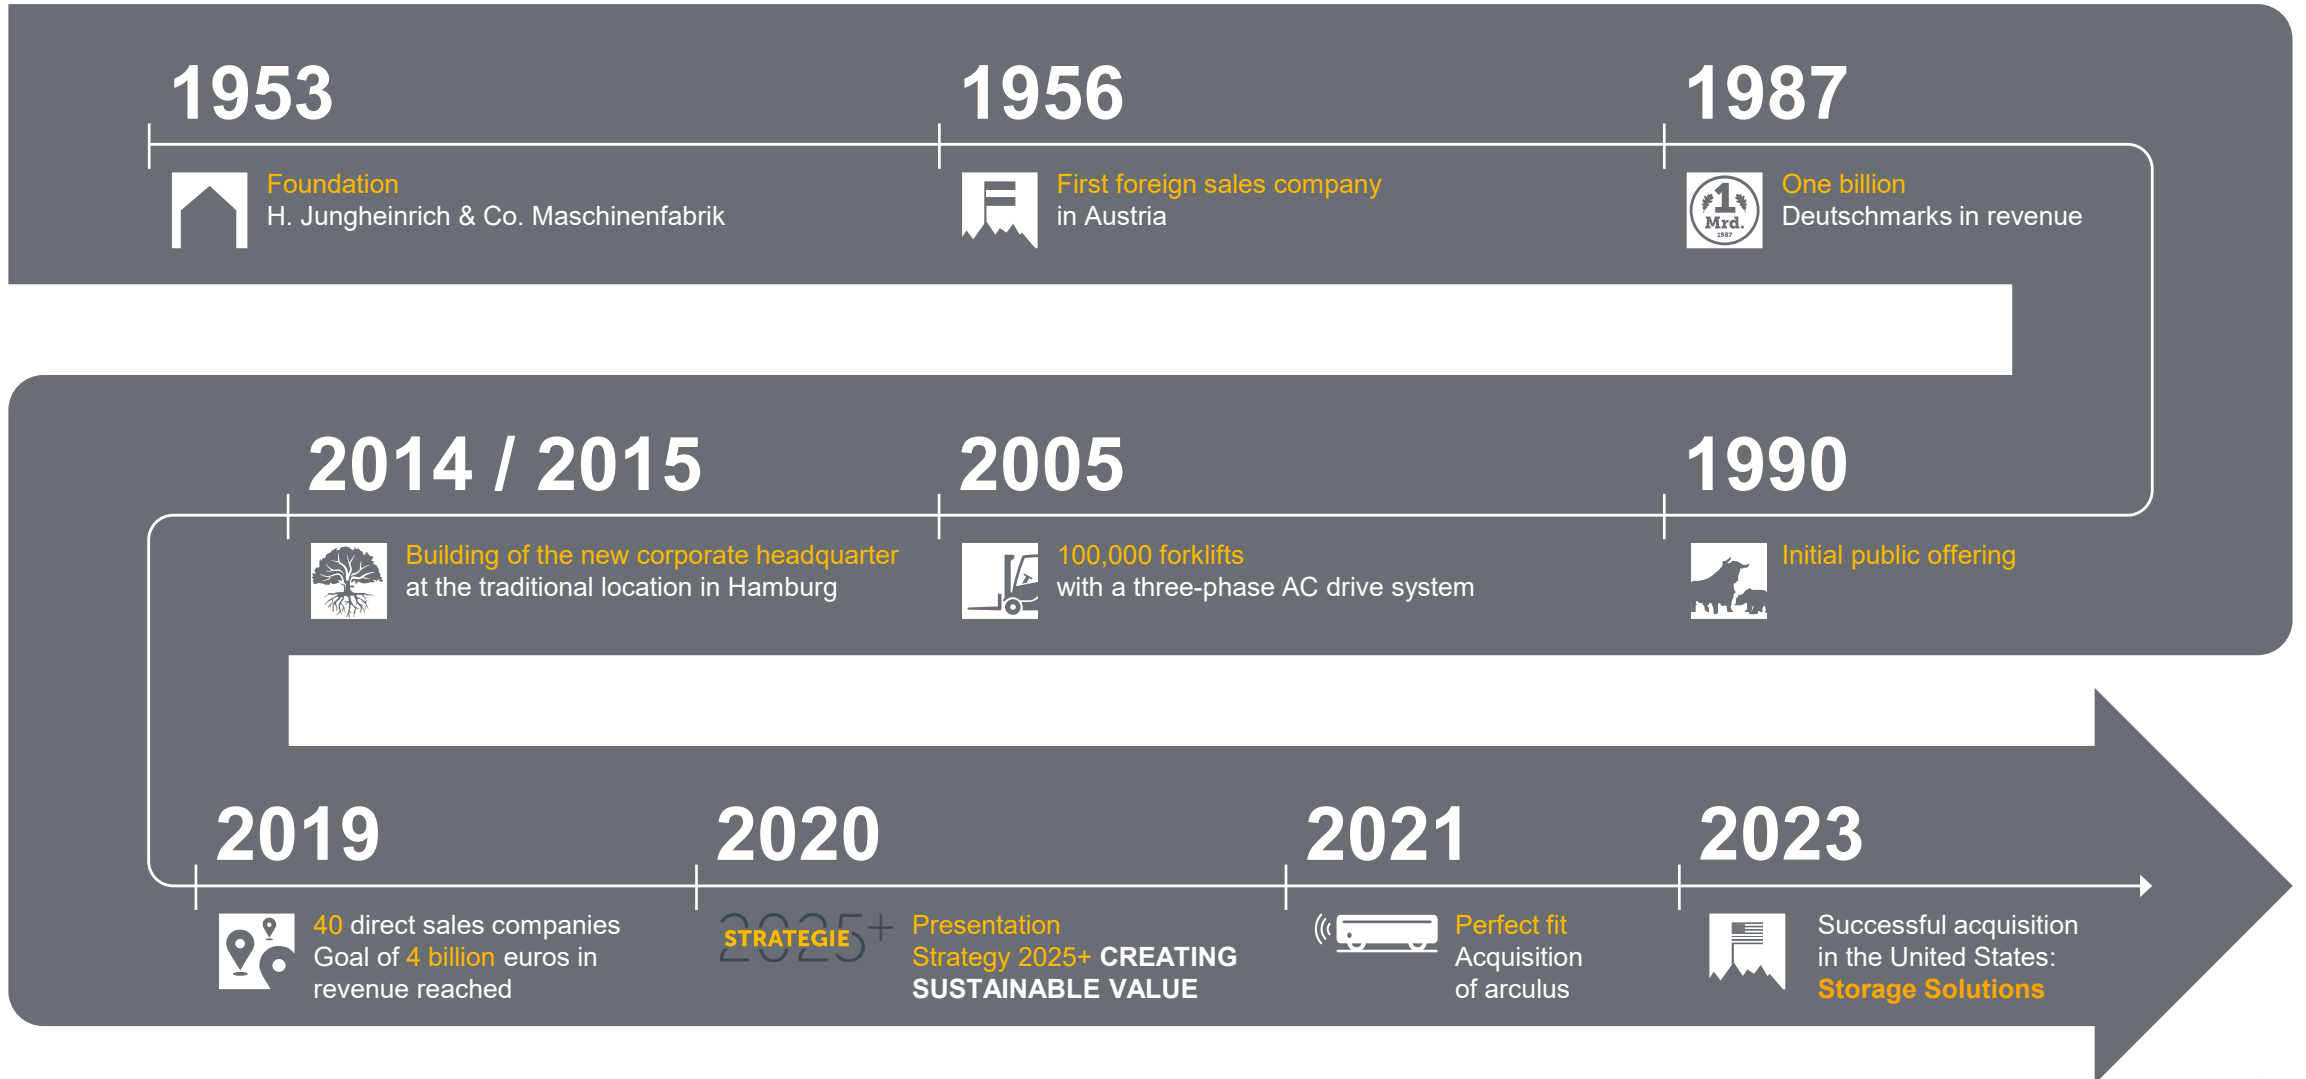 1953
Foundation
H. Jungheinrich & Co. Maschinenfabrik
1956
First foreign sales company
in Austria
1987
1
Mrd.
1987
One billion
Deutschmarks in revenue
1990
Initial public offering
2005
100,000 forklifts
with a three-phase AC drive system
2014 / 2015
Building of the new corporate headquarter
at the traditional location in Hamburg
2019
40 direct sales companies
Goal of 4 billion euros in
revenue reached
2020
2025+
STRATEGIE
Presentation
Strategy 2025+ CREATING
SUSTAINABLE VALUE
2021
Perfect fit
Acquisition
of arculus
2023
Successful acquisition
in the United States:
Storage Solutions